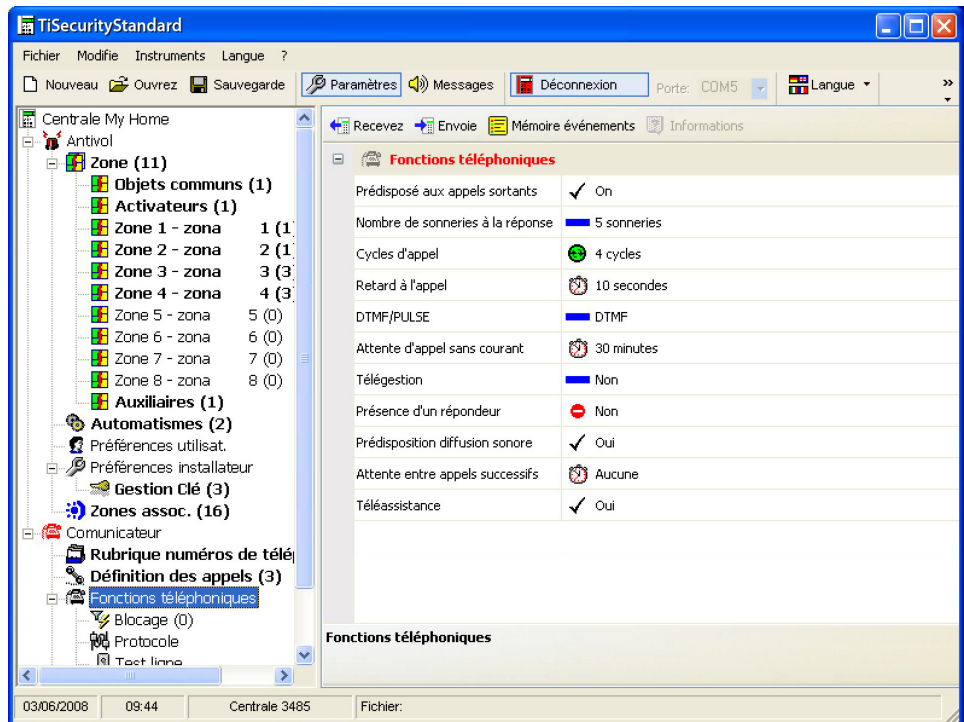 TiSecurityStandard
Fichier Modifie Instruments Langue ?
Nouveau Ouvrez Sauvegarde Paramètres Messages Déconnexion Porte: COM5 Langue »
Centrale My Home
Antivol
Zone (11)
Objets communs (1)
Activateurs (1)
Zone 1 - zona 1 (1
Zone 2 - zona 2 (1
Zone 3 - zona 3 (3
Zone 4 - zona 4 (3
Zone 5 - zona 5 (0)
Zone 6 - zona 6 (0)
Zone 7 - zona 7 (0)
Zone 8 - zona 8 (0)
Auxiliaires (1)
Automatismes (2)
Préférences utilisat.
Préférences installateur
Gestion Clé (3)
Zones assoc. (16)
Comunicateur
Rubrique numéros de télép
Définition des appels (3)
Fonctions téléphoniques
Blocage (0)
Protocole
Test ligne
Recevez Envoie Mémoire événements Informations
Fonctions téléphoniques
Prédisposé aux appels sortants On
Nombre de sonneries à la réponse 5 sonneries
Cycles d'appel 4 cycles
Retard à l'appel 10 secondes
DTMF/PULSE DTMF
Attente d'appel sans courant 30 minutes
Télégestion Non
Présence d'un répondeur Non
Prédisposition diffusion sonore Oui
Attente entre appels successifs Aucune
Téléassistance Oui
Fonctions téléphoniques
03/06/2008 09:44 Centrale 3485 Fichier: